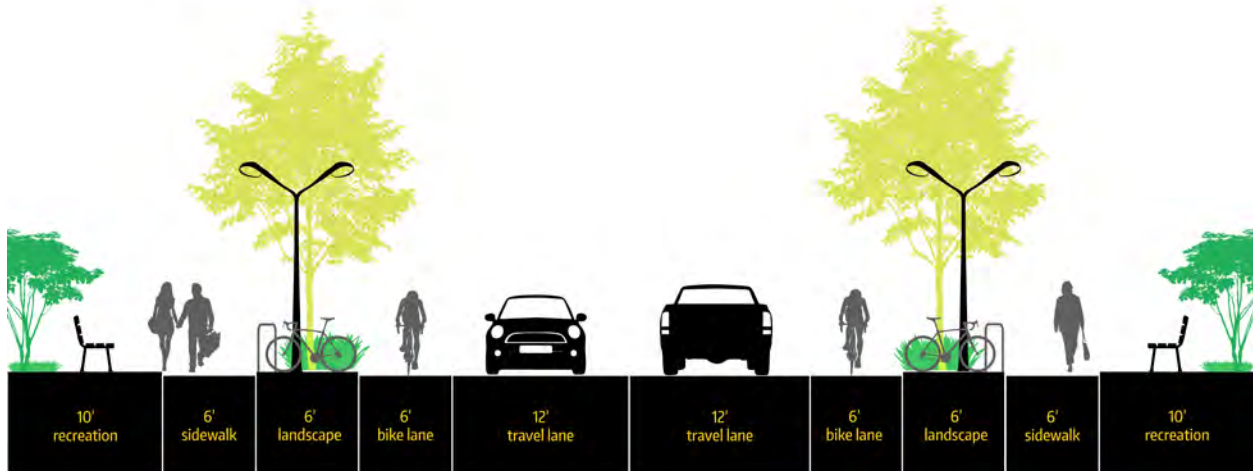 10'
recreation
6'
sidewalk
6'
landscape
6'
bike lane
12'
travel lane
12'
travel lane
6'
bike lane
6'
landscape
6'
sidewalk
10'
recreation